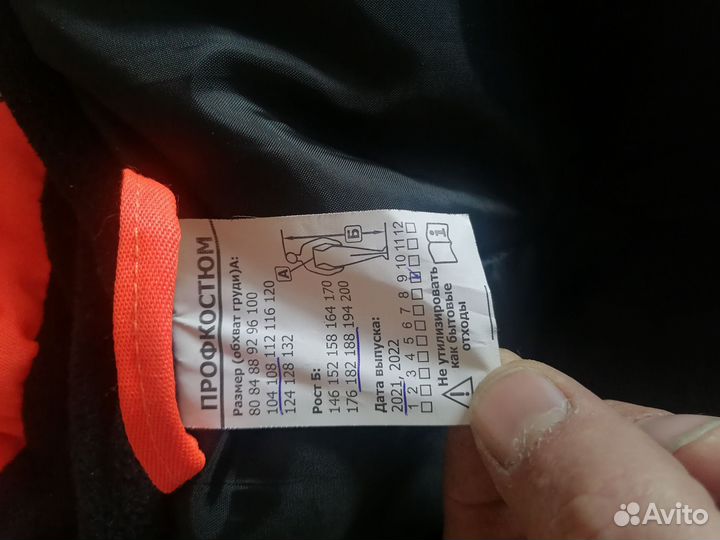 ПРОФКОСТЮМ
Размер (обхват груди)А:
80 84 88 92 96 100
104 108 112 116 120
124 128 132
Рост Б:
146 152 158 164 170
176 182 188 194 200
Дата выпуска:
2021, 2022
1 2 3 4 5 6 7 8 9 10 11 12
А
Б
Не утилизировать
как бытовые
отходы
Avito